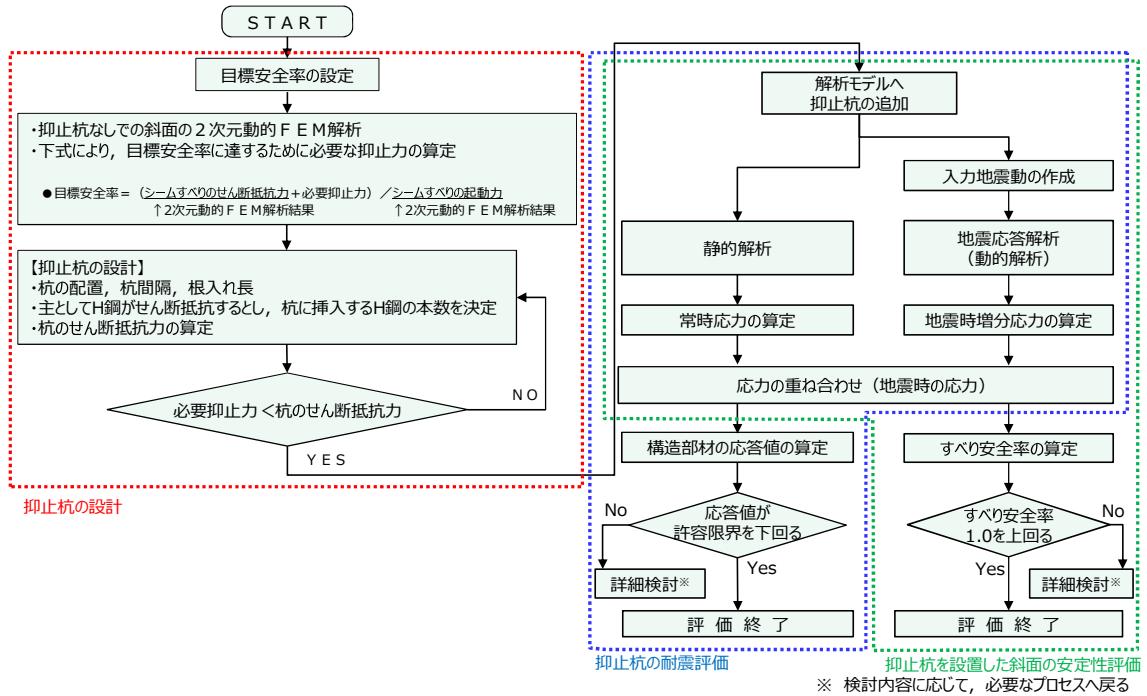 ＳＴＡＲＴ
目標安全率の設定
・抑止杭なしでの斜面の２次元動的ＦＥＭ解析
・下式により，目標安全率に達するために必要な抑止力の算定
●目標安全率＝（シームすべりのせん断抵抗力＋必要抑止力）／シームすべりの起動力
↑２次元動的ＦＥＭ解析結果 ↑２次元動的ＦＥＭ解析結果
【抑止杭の設計】
・杭の配置，杭間隔，根入れ長
・主としてH鋼がせん断抵抗するとし，杭に挿入するH鋼の本数を決定
・杭のせん断抵抗力の算定
必要抑止力＜杭のせん断抵抗力
ＮＯ
ＹＥＳ
抑止杭の設計
解析モデルへ
抑止杭の追加
入力地震動の作成
静的解析
地震応答解析
（動的解析）
常時応力の算定
地震時増分応力の算定
応力の重ね合わせ（地震時の応力）
構造部材の応答値の算定
すべり安全率の算定
No
応答値が
許容限界を下回る
Yes
すべり安全率
1.0を上回る
No
Yes
詳細検討※
詳細検討※
評 価 終 了
評 価 終 了
抑止杭の耐震評価
抑止杭を設置した斜面の安定性評価
※ 検討内容に応じて，必要なプロセスへ戻る